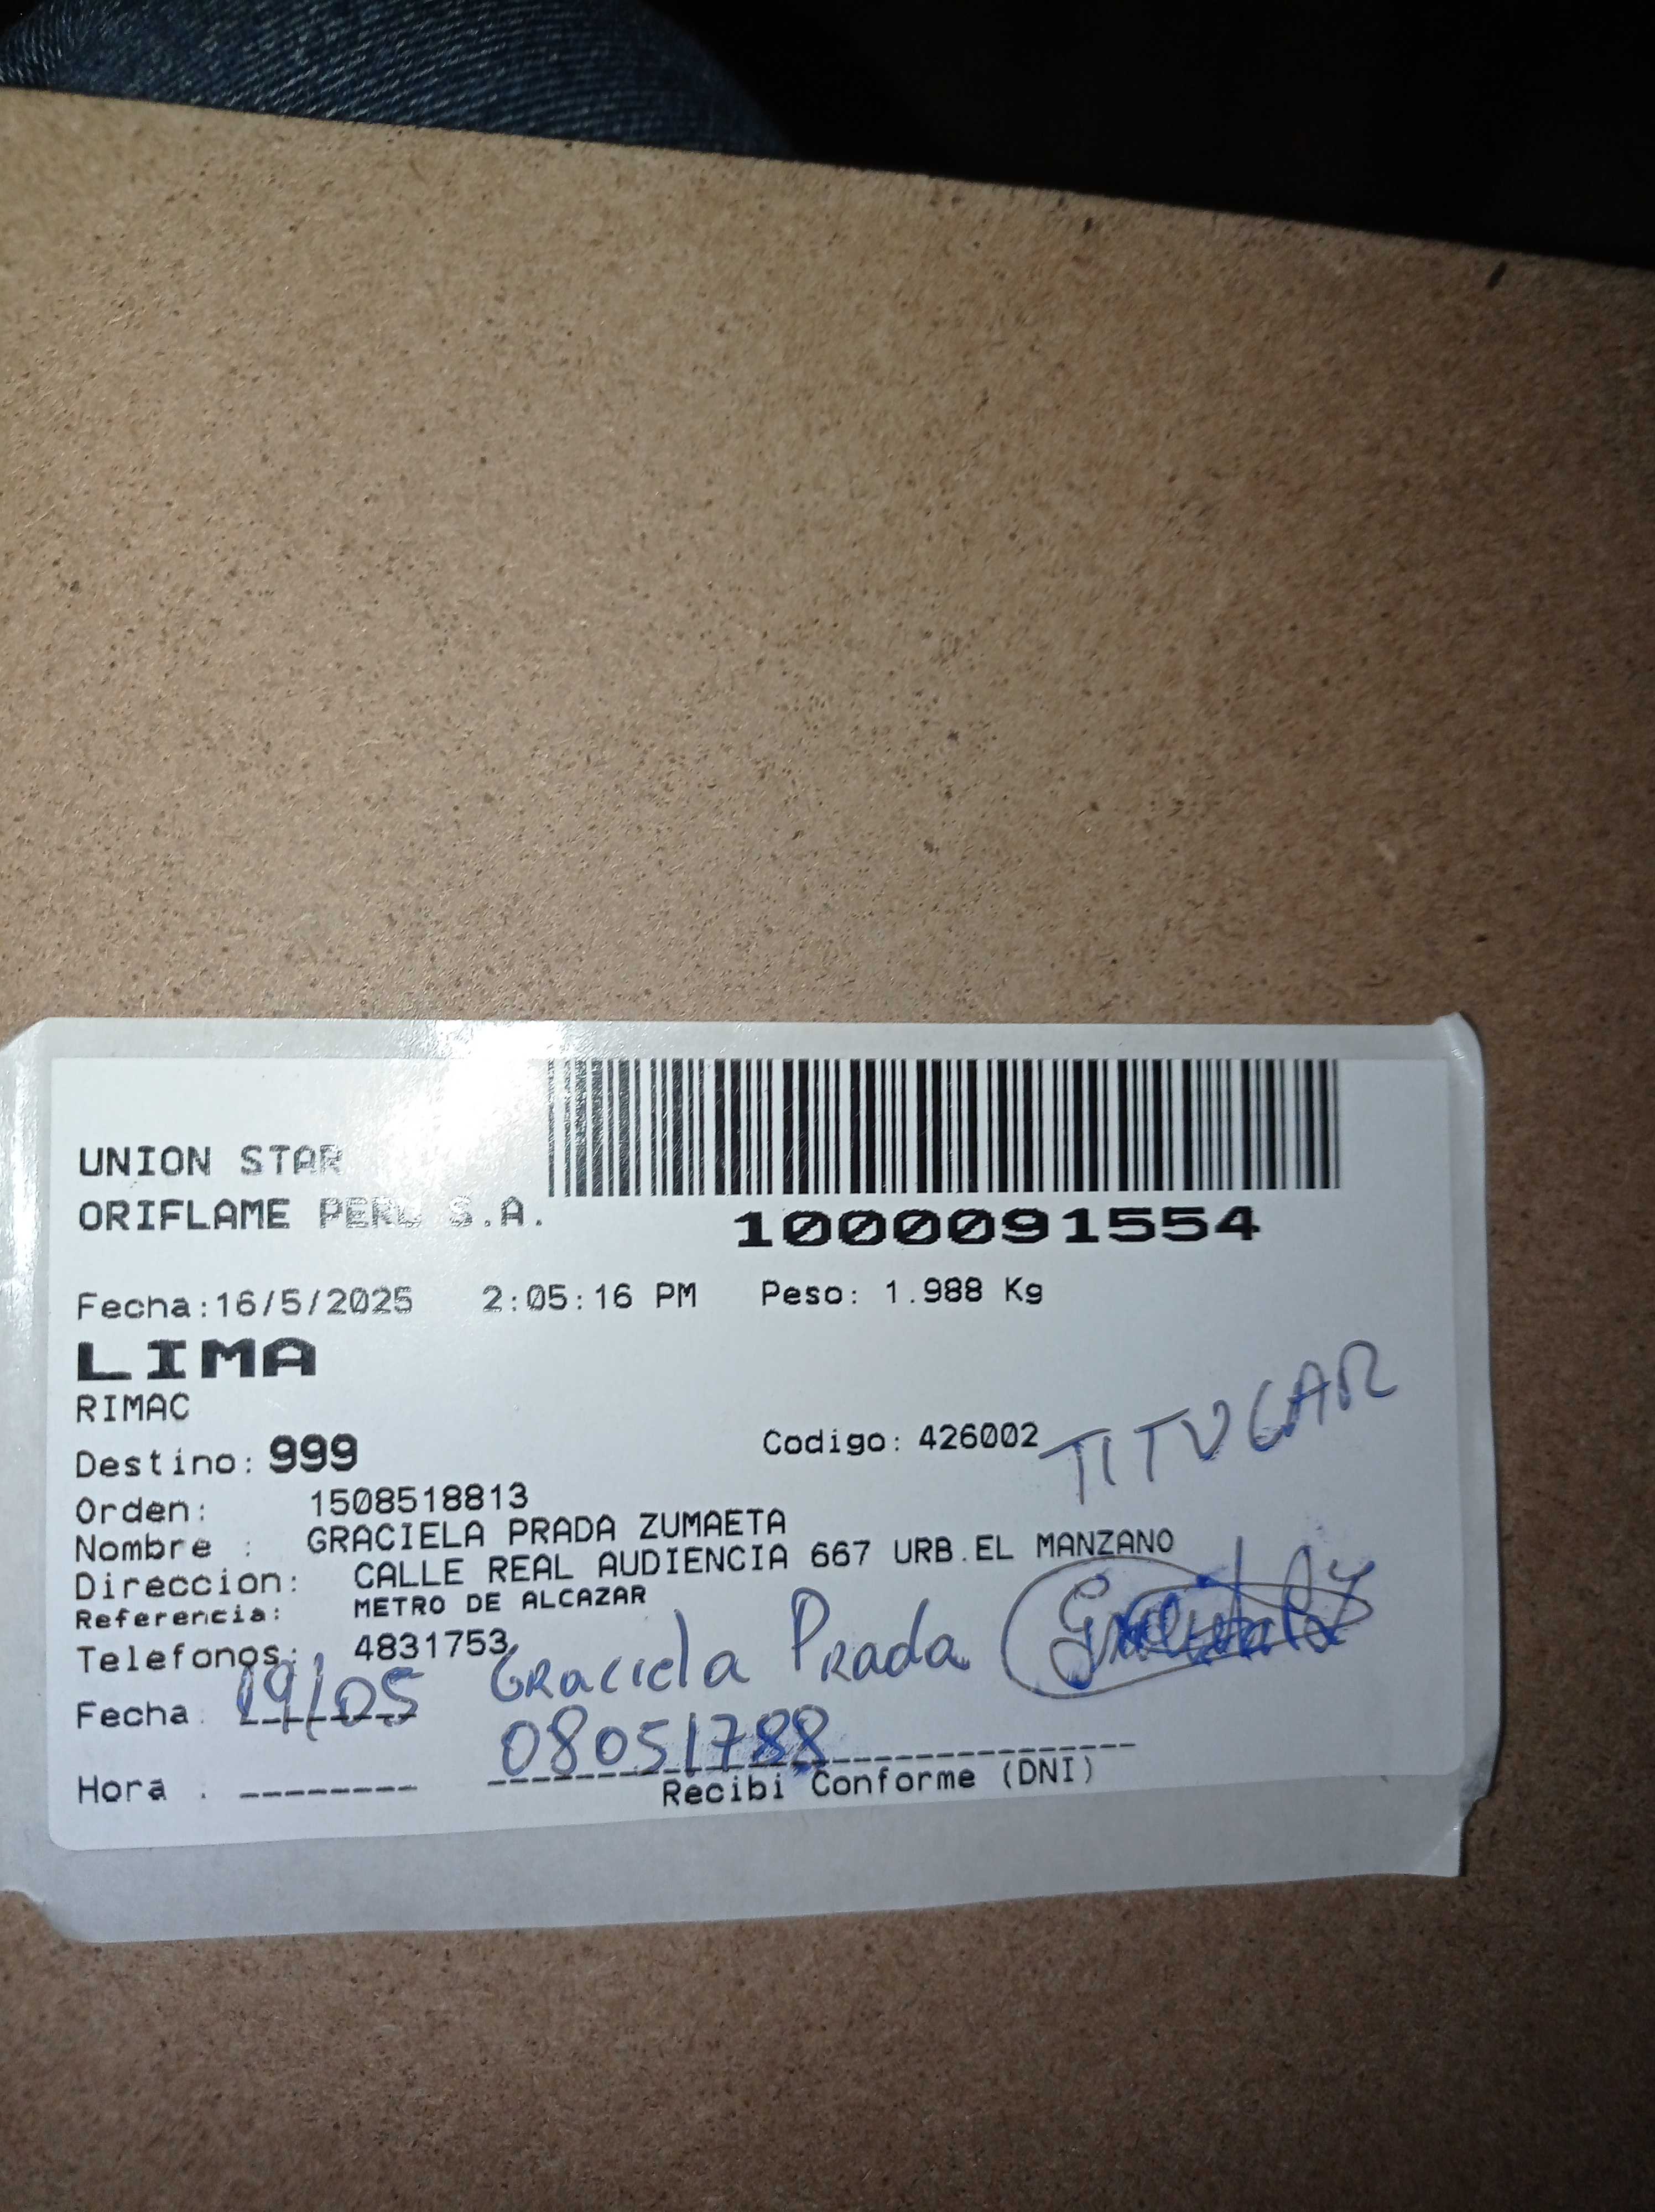 UNION STAR
ORIFLAME PERU S.A.
1000091554
Fecha:16/5/2025 2:05:16 PM Peso: 1.988 Kg
LIMA
RIMAC
Destino: 999 Codigo: 426002 TITUGAR
Orden: 1508518813
Nombre : GRACIELA PRADA ZUMAETA
Direccion: CALLE REAL AUDIENCIA 667 URB.EL MANZANO
Referencia: METRO DE ALCAZAR
Telefonos: 4831753
Graciela Prada
Fecha: 19/05
08051788
Hora :
Recibi Conforme (DNI)